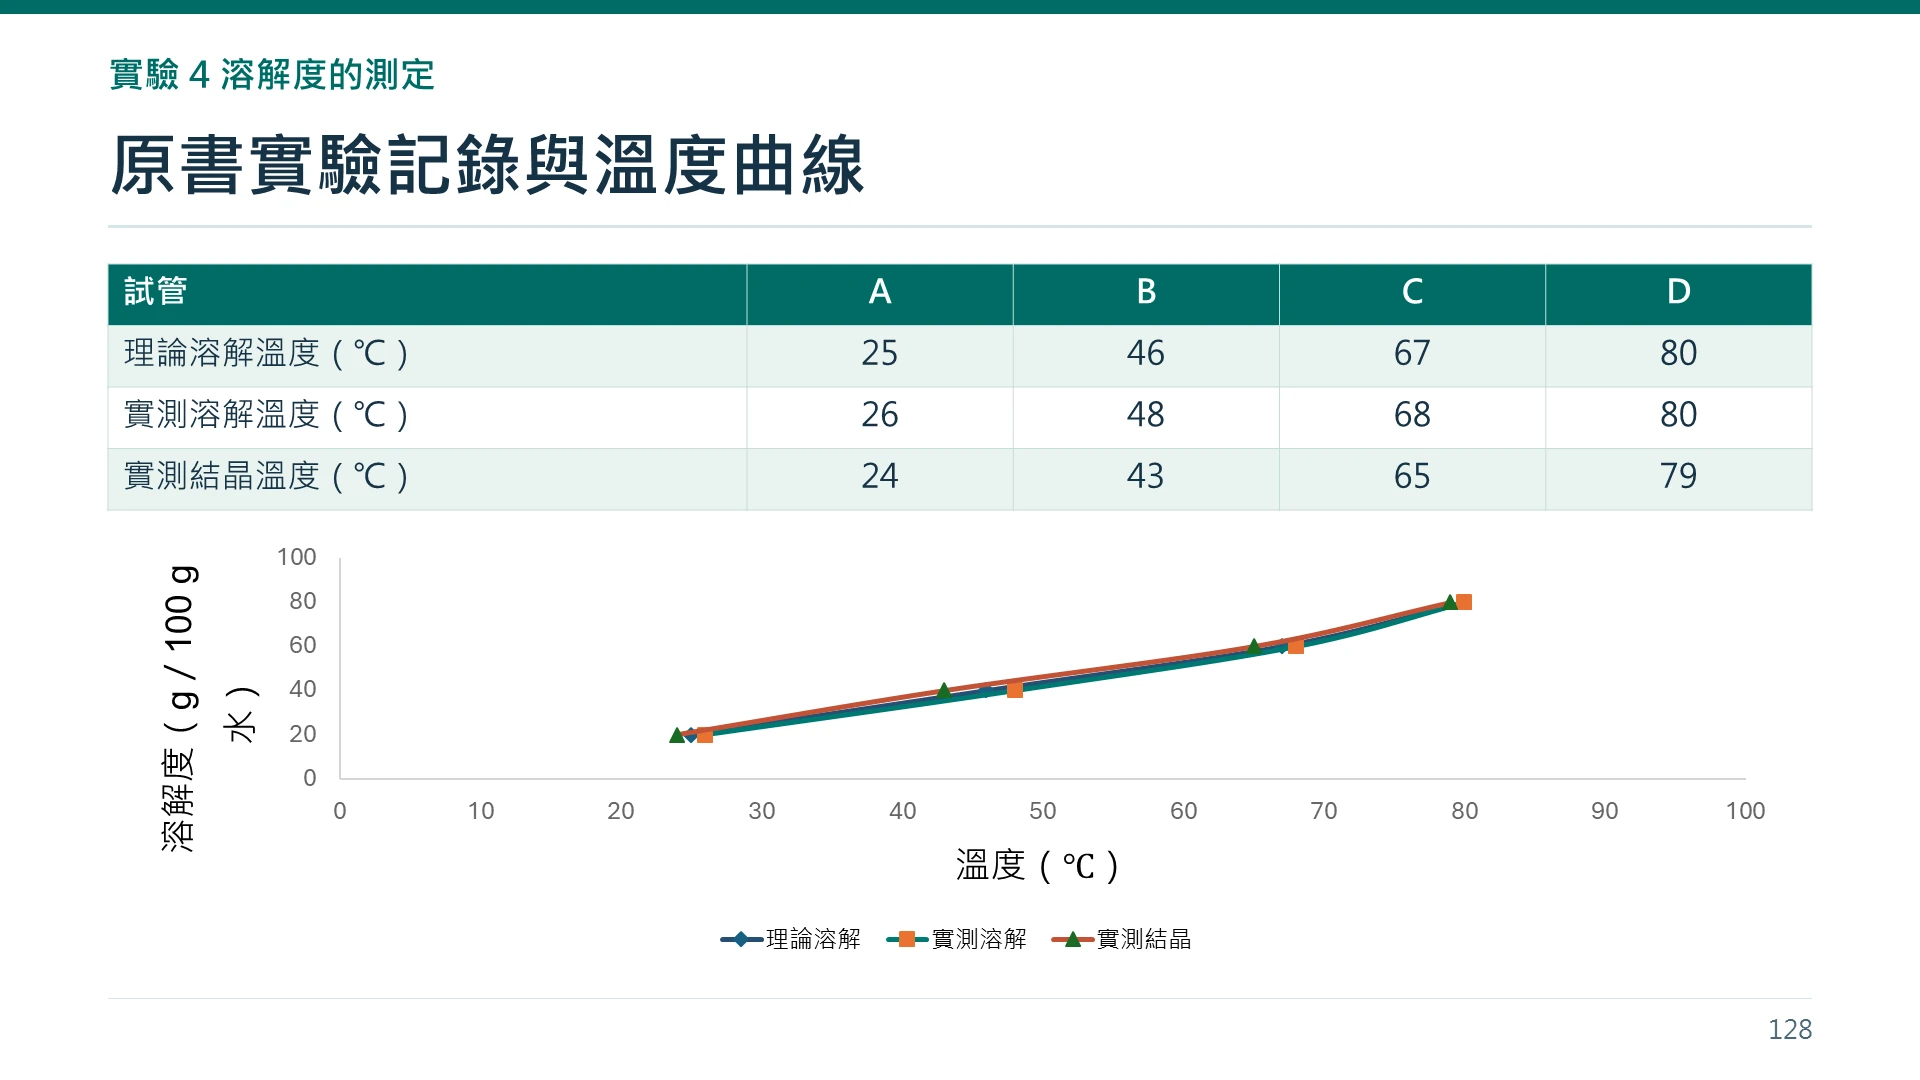 實驗 4 溶解度的測定
原書實驗記錄與溫度曲線
試管 A B C D
理論溶解溫度（℃） 25 46 67 80
實測溶解溫度（℃） 26 48 68 80
實測結晶溫度（℃） 24 43 65 79
溶解度（g / 100 g
水）
100
80
60
40
20
0
0 10 20 30 40 50 60 70 80 90 100
溫度（℃）
理論溶解 實測溶解 實測結晶
128